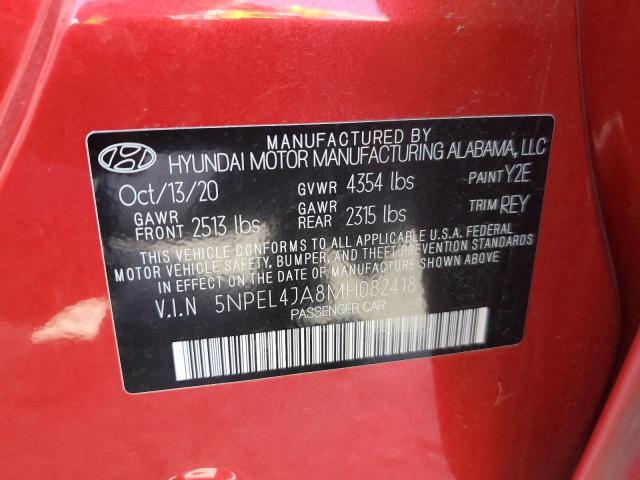 MANUFACTURED BY
HYUNDAI MOTOR MANUFACTURING ALABAMA, LLC
Oct/13/20 GVWR 4354 lbs PAINT Y2E
GAWR FRONT 2513 lbs GAWR REAR 2315 lbs TRIM REY
THIS VEHICLE CONFORMS TO ALL APPLICABLE U.S.A. FEDERAL
MOTOR VEHICLE SAFETY, BUMPER, AND THEFT PREVENTION STANDARDS
IN EFFECT ON THE DATE OF MANUFACTURE SHOWN ABOVE.
V.I.N 5NPEL4JA8MH082418
PASSENGER CAR